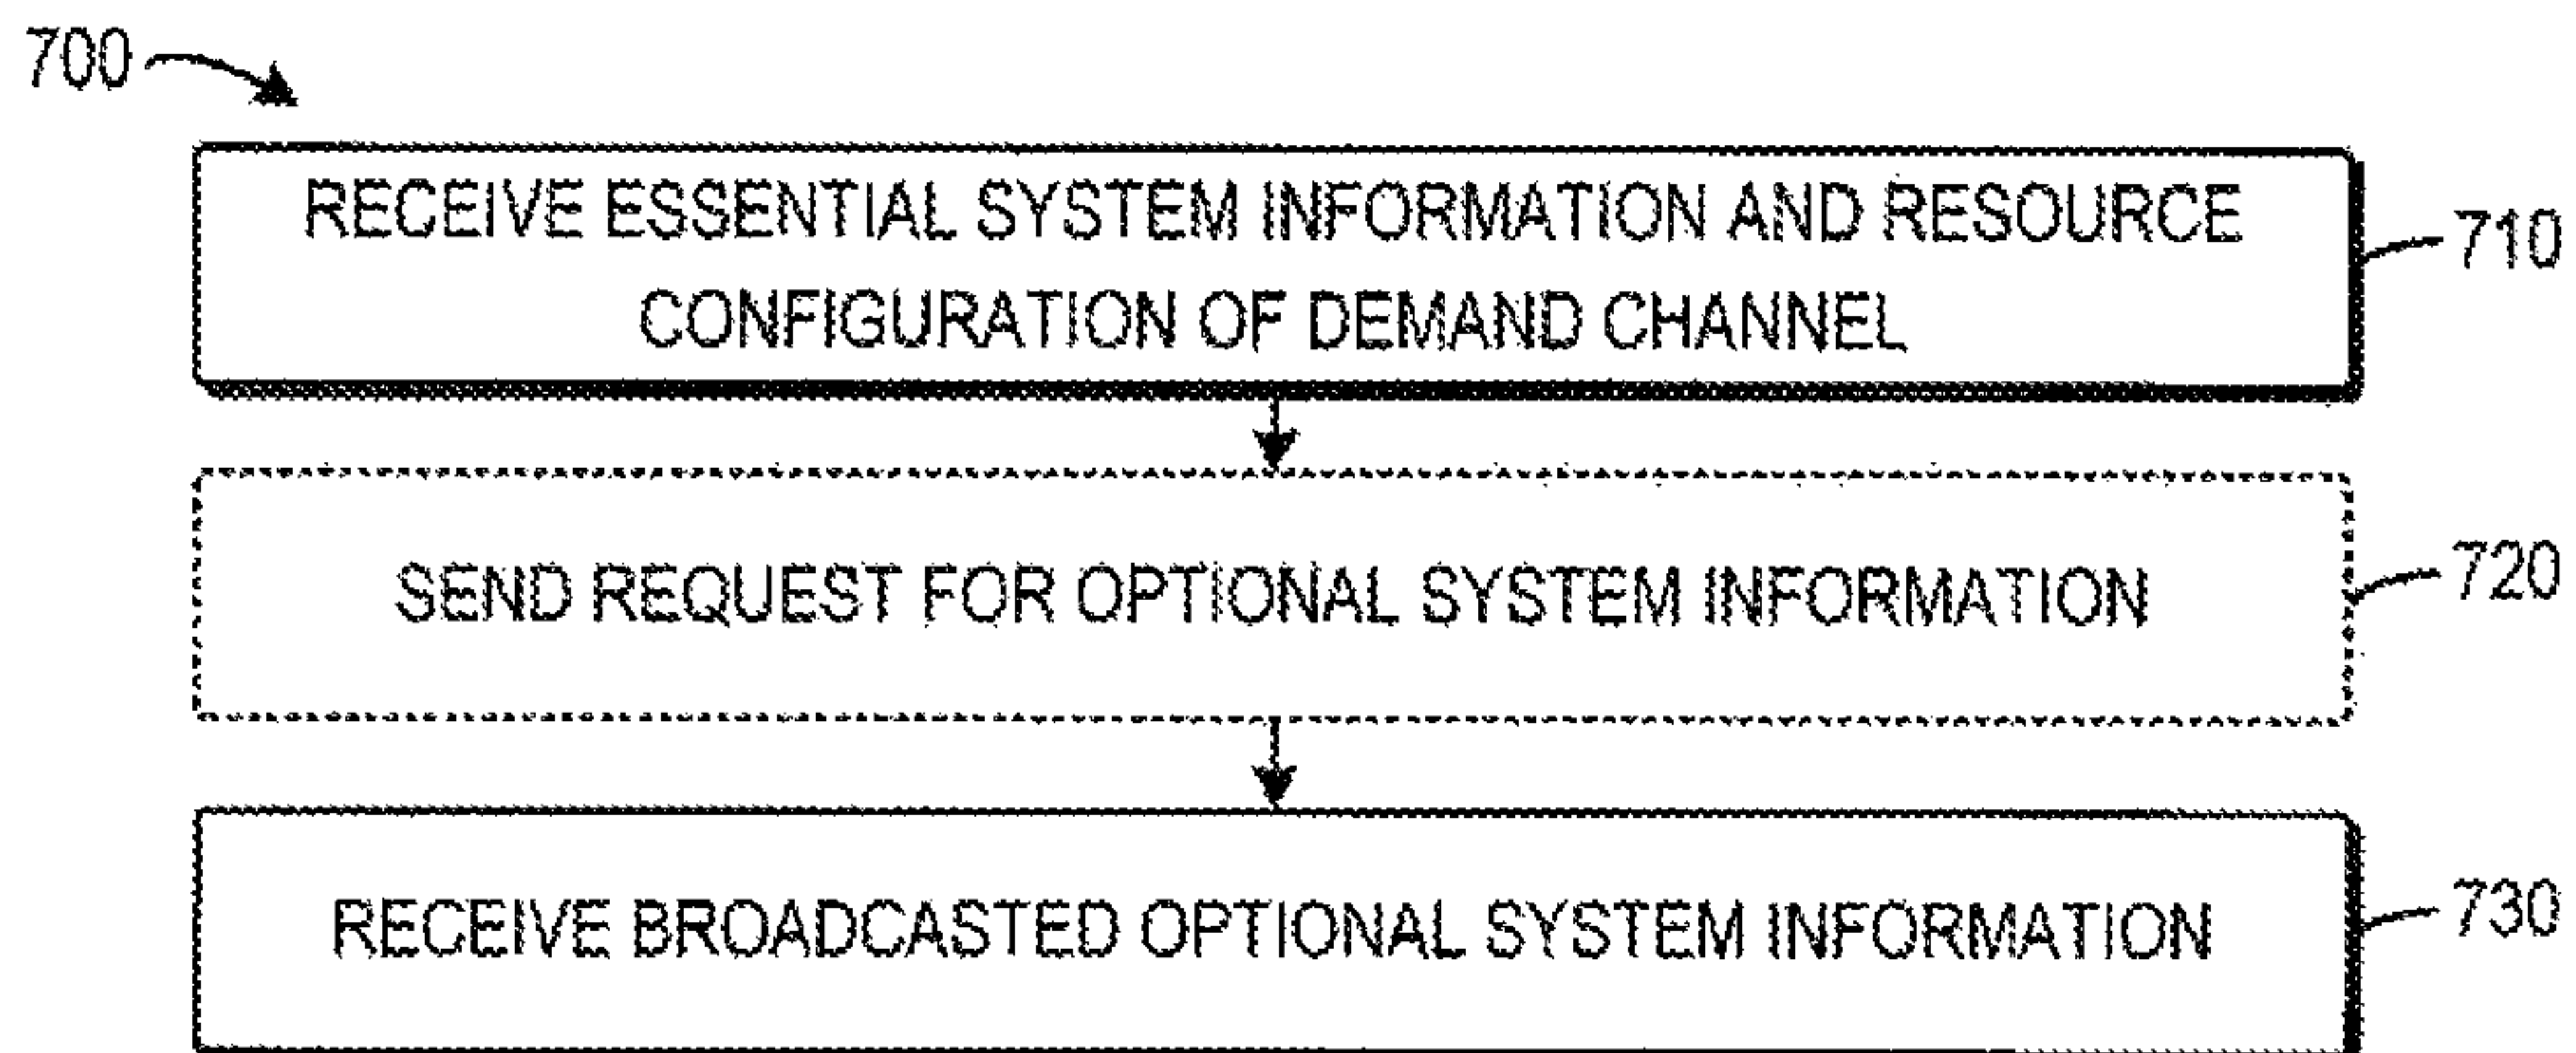 700
RECEIVE ESSENTIAL SYSTEM INFORMATION AND RESOURCE
CONFIGURATION OF DEMAND CHANNEL
710
SEND REQUEST FOR OPTIONAL SYSTEM INFORMATION
720
RECEIVE BROADCASTED OPTIONAL SYSTEM INFORMATION
730